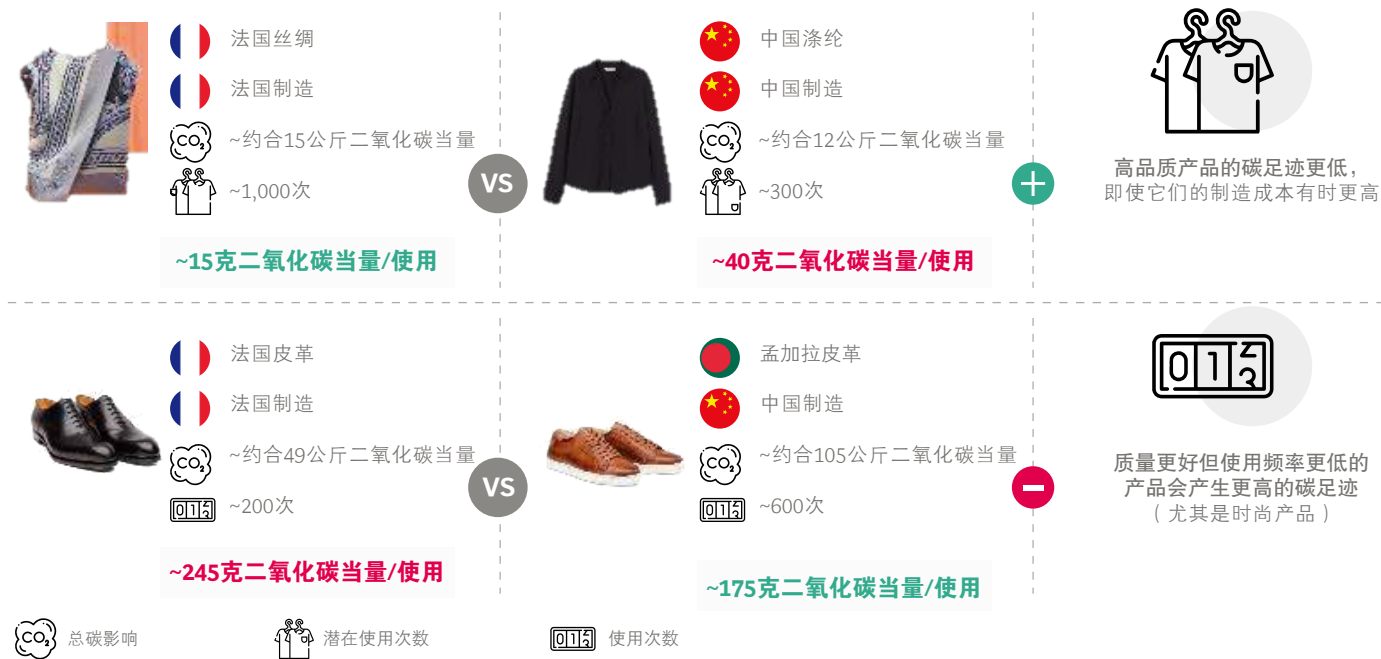 法国丝绸
法国制造
CO₂
~约合15公斤二氧化碳当量
~1,000次
~15克二氧化碳当量/使用
VS
中国涤纶
中国制造
CO₂
~约合12公斤二氧化碳当量
~300次
~40克二氧化碳当量/使用
高品质产品的碳足迹更低，
即使它们的制造成本有时更高
法国皮革
法国制造
CO₂
~约合49公斤二氧化碳当量
0123
~200次
~245克二氧化碳当量/使用
VS
孟加拉皮革
中国制造
CO₂
~约合105公斤二氧化碳当量
0123
~600次
~175克二氧化碳当量/使用
0123
质量更好但使用频率更低的
产品会产生更高的碳足迹
（尤其是时尚产品）
CO₂ 总碳影响
潜在使用次数
0123 使用次数